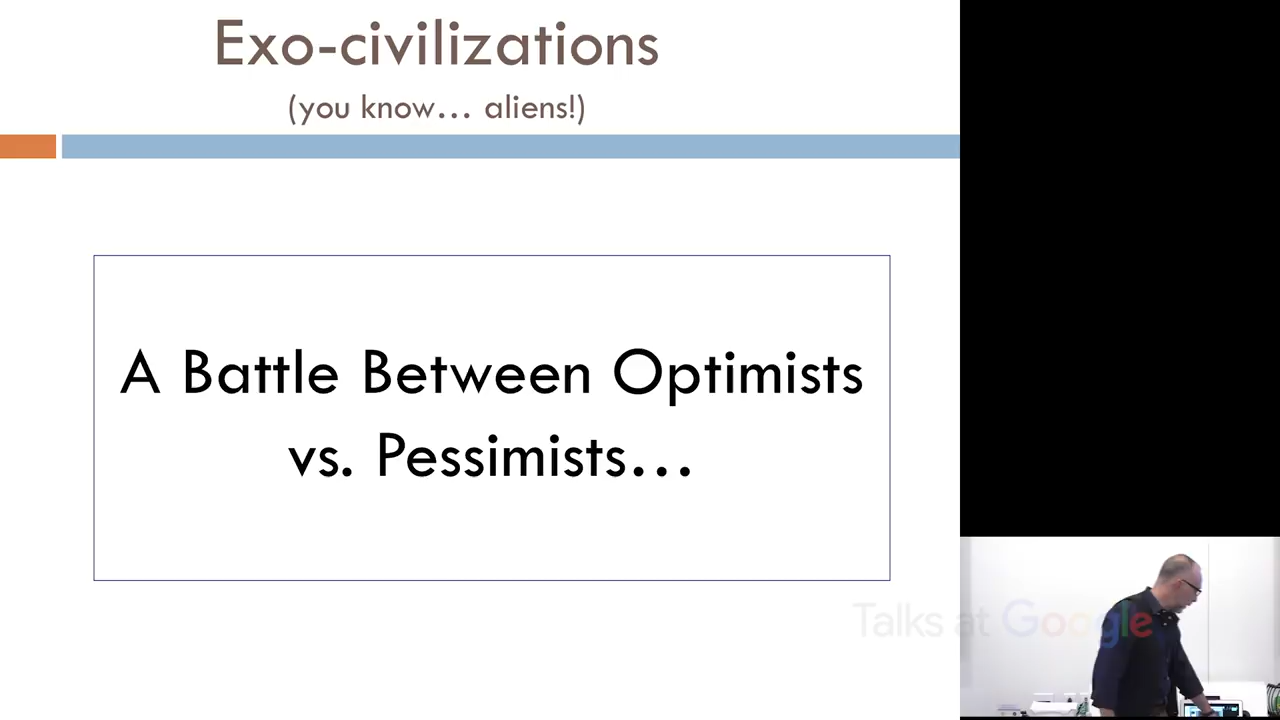 Exo-civilizations
(you know… aliens!)
A Battle Between Optimists
vs. Pessimists…
Talks at Google